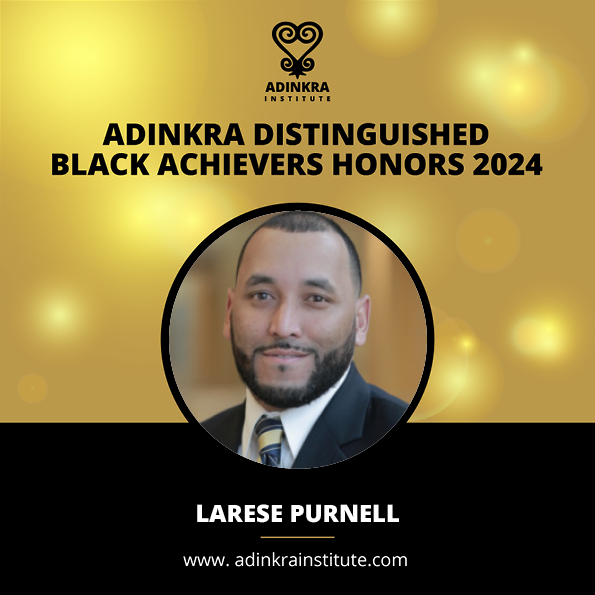 ADINKRA
INSTITUTE
ADINKRA DISTINGUISHED
BLACK ACHIEVERS HONORS 2024
LARESE PURNELL
www. adinkrainstitute.com